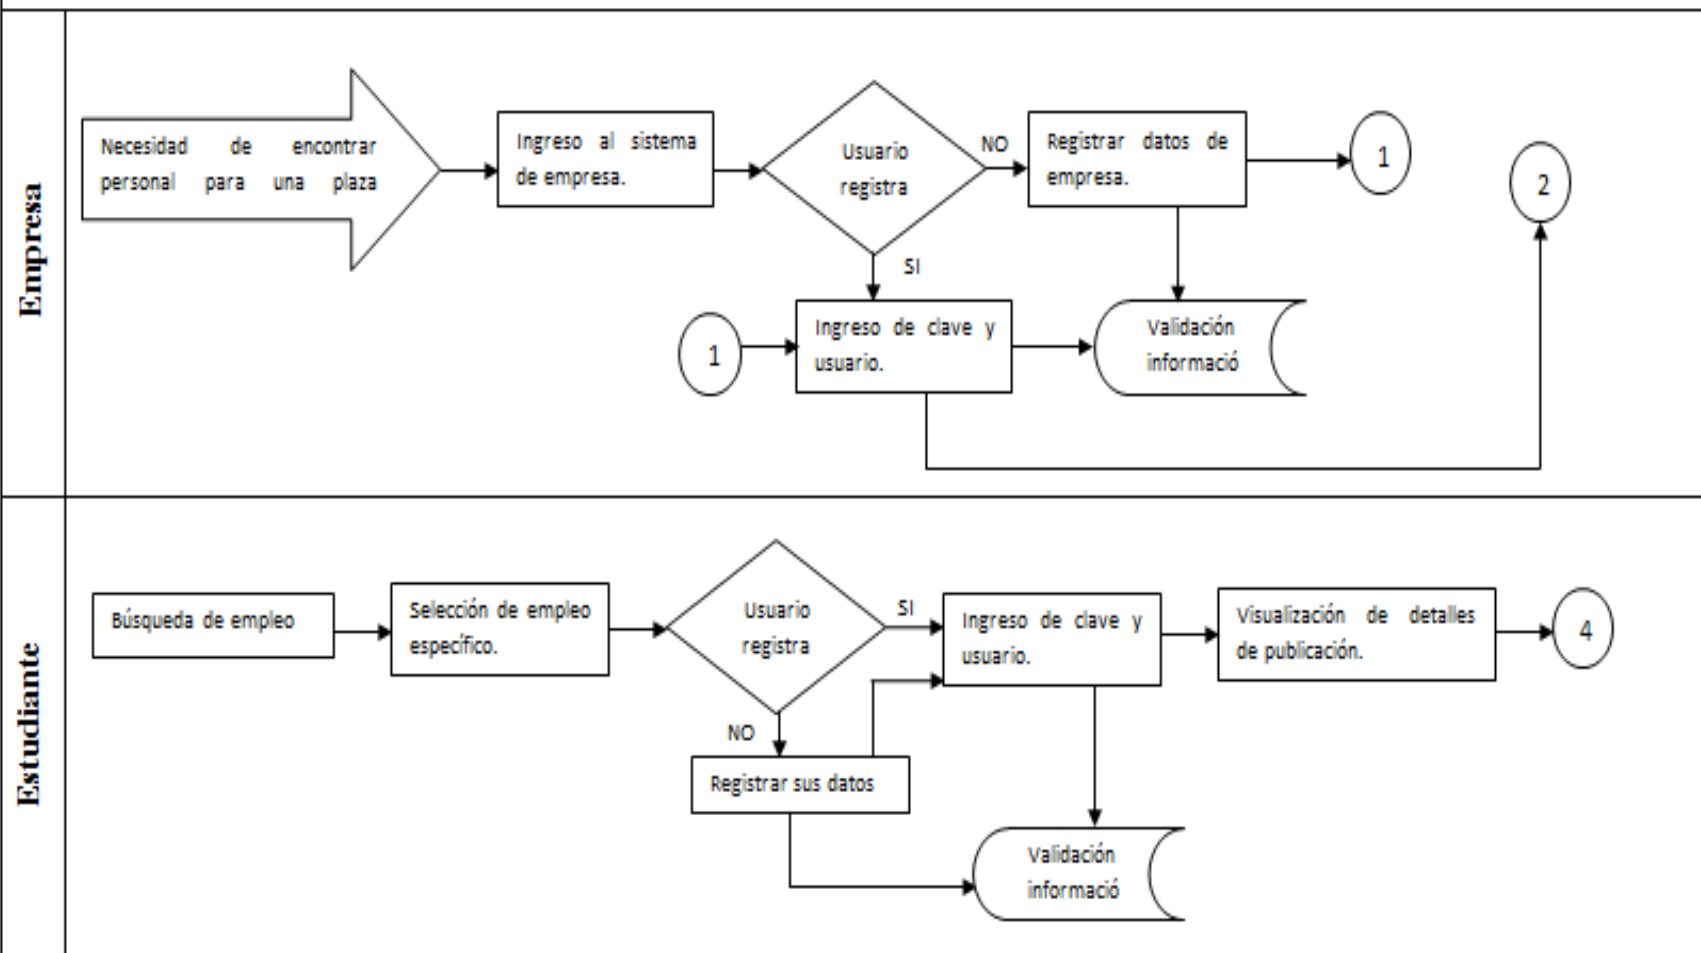 Empresa
Necesidad de encontrar
personal para una plaza
Ingreso al sistema
de empresa.
Usuario
registra
NO
Registrar datos de
empresa.
1
2
SI
1
Ingreso de clave y
usuario.
Validación
informació
Estudiante
Búsqueda de empleo
Selección de empleo
específico.
Usuario
registra
SI
Ingreso de clave y
usuario.
Visualización de detalles
de publicación.
4
NO
Registrar sus datos
Validación
informació